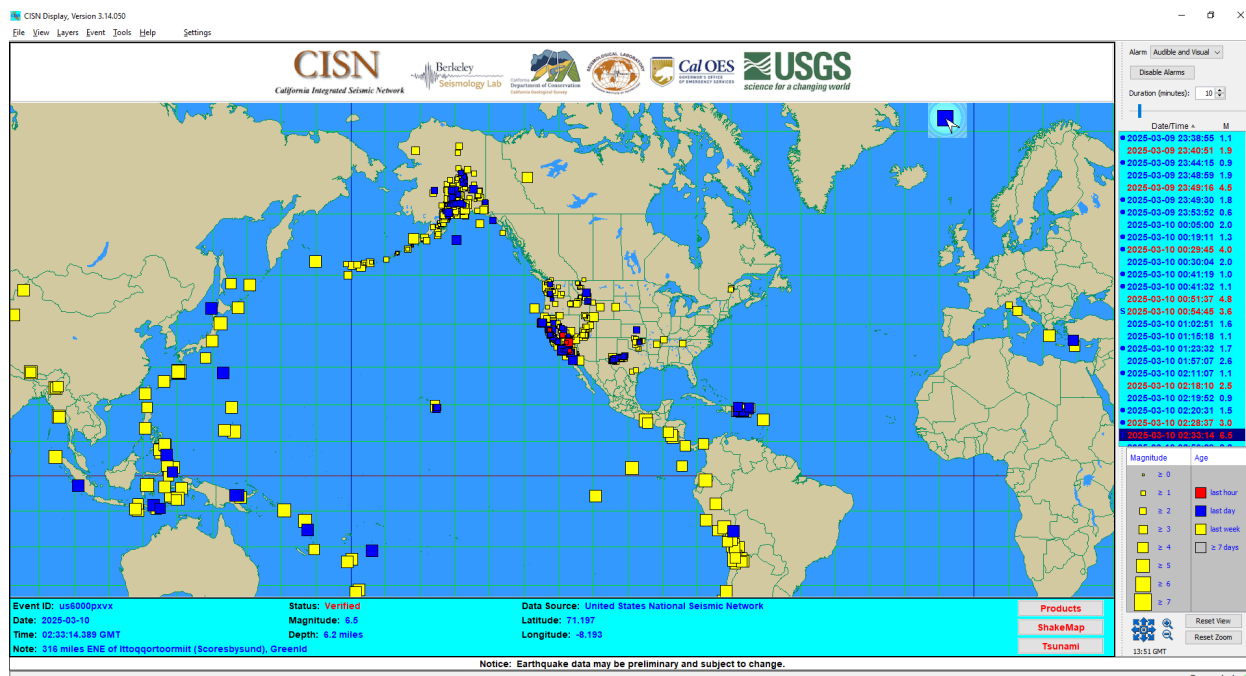 CISN Display, Version 3.14.050
File View Layers Event Tools Help Settings
CISN
California Integrated Seismic Network
Berkeley
Seismology Lab
California
Department of Conservation
California Geological Survey
SEISMOLOGICAL LABORATORY
Cal OES
GOVERNOR'S OFFICE
OF EMERGENCY SERVICES
USGS
science for a changing world
Alarm Audible and Visual
Disable Alarms
Duration (minutes): 10
Date/Time M
2025-03-09 23:38:55 1.1
2025-03-09 23:40:51 1.9
2025-03-09 23:44:15 0.9
2025-03-09 23:48:59 1.9
2025-03-09 23:49:16 4.5
2025-03-09 23:49:30 1.8
2025-03-09 23:53:52 0.6
2025-03-10 00:05:00 2.0
2025-03-10 00:19:11 1.3
2025-03-10 00:29:45 4.0
2025-03-10 00:30:04 2.0
2025-03-10 00:41:19 1.0
2025-03-10 00:41:32 1.1
2025-03-10 00:51:37 4.8
S 2025-03-10 00:54:45 3.6
2025-03-10 01:02:51 1.6
2025-03-10 01:15:18 1.1
2025-03-10 01:23:32 1.7
2025-03-10 01:57:07 2.6
2025-03-10 02:11:07 1.1
2025-03-10 02:18:10 2.5
2025-03-10 02:19:52 0.9
2025-03-10 02:20:31 1.5
2025-03-10 02:28:37 3.0
2025-03-10 02:33:14 6.5
Magnitude Age
≥ 0
≥ 1 last hour
≥ 2 last day
≥ 3 last week
≥ 4 ≥ 7 days
≥ 5
≥ 6
≥ 7
Reset View
Reset Zoom
13:51 GMT
Event ID: us6000pxvx Status: Verified Data Source: United States National Seismic Network
Date: 2025-03-10 Magnitude: 6.5 Latitude: 71.197
Time: 02:33:14.389 GMT Depth: 6.2 miles Longitude: -8.193
Note: 316 miles ENE of Ittoqqortoormiit (Scoresbysund), Greenld
Products
ShakeMap
Tsunami
Notice: Earthquake data may be preliminary and subject to change.